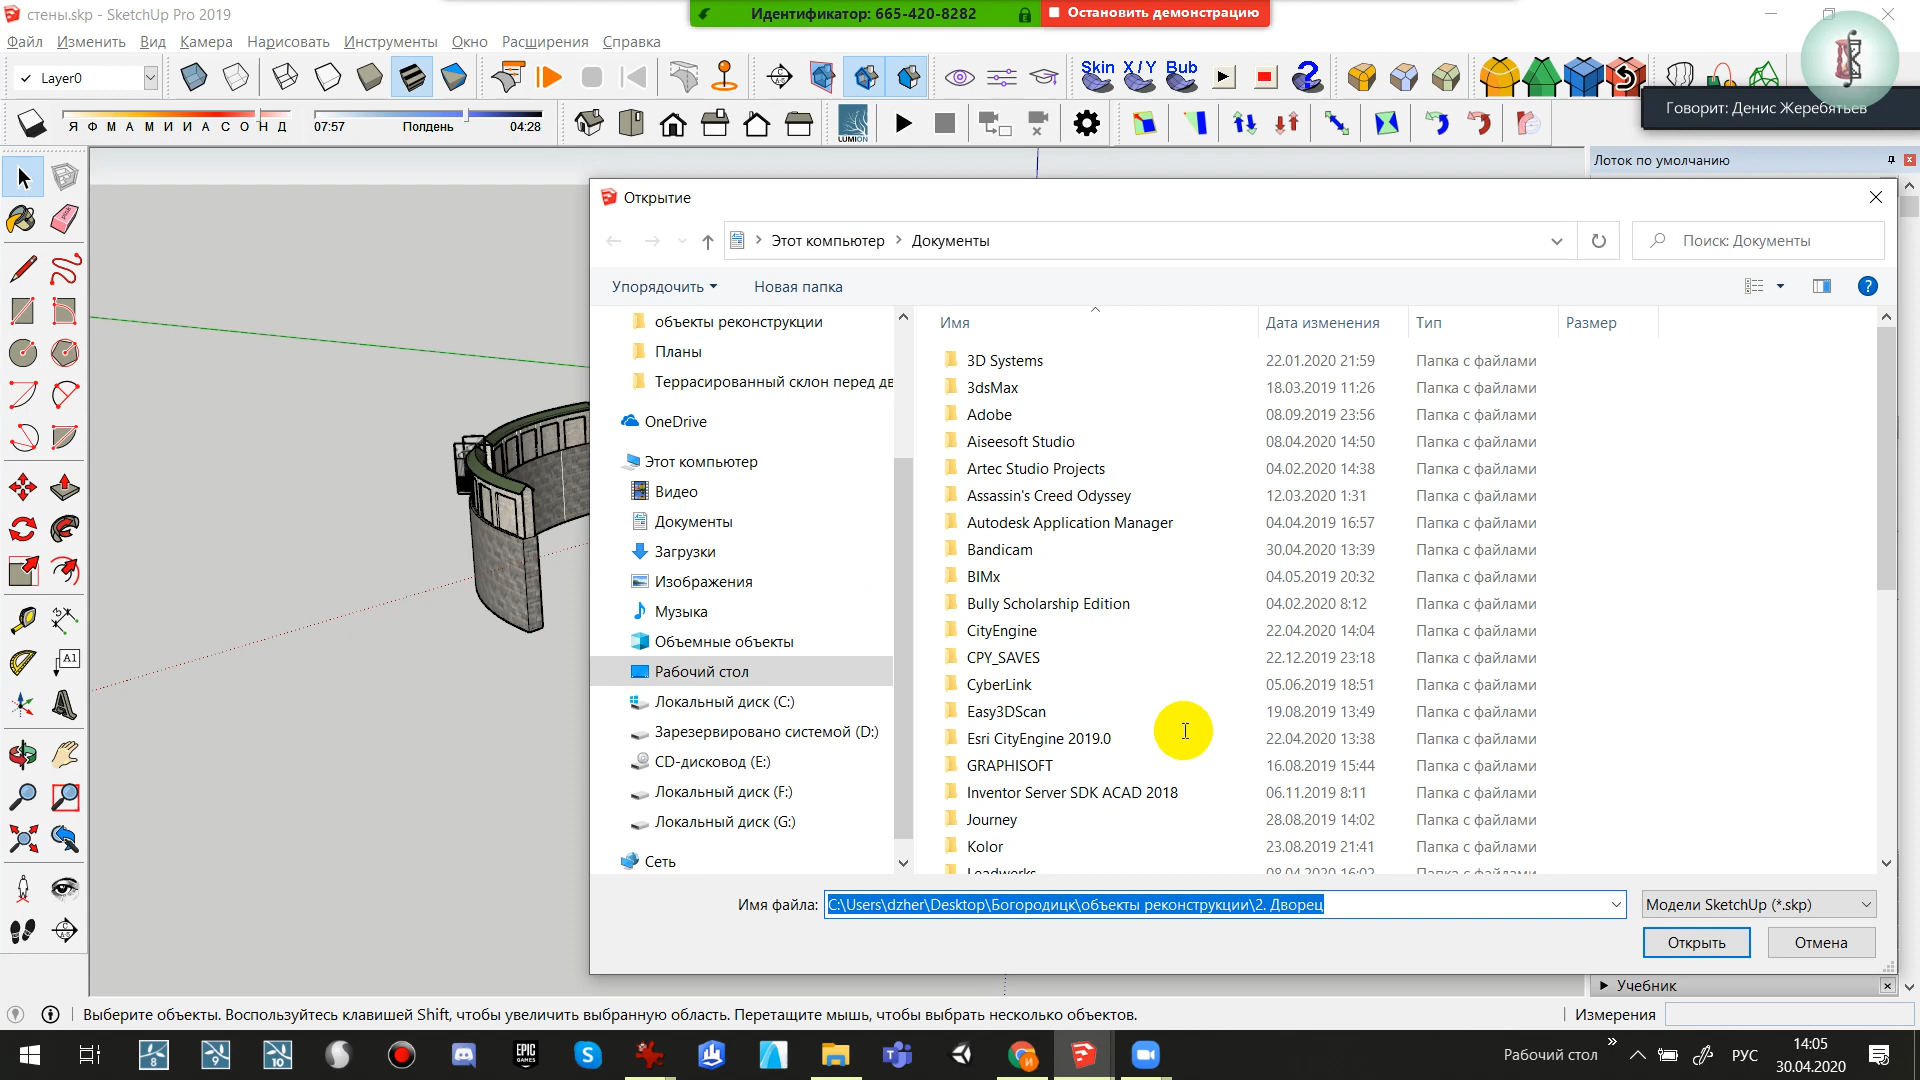 стены.skp - SketchUp Pro 2019
Идентификатор: 665-420-8282
Остановить демонстрацию
Файл Изменить Вид Камера Нарисовать Инструменты Окно Расширения Справка
Layer0
Skin X/Y Bub
Говорит: Денис Жеребятьев
Я Ф М А М И И А С О Н Д
07:57 Полдень 04:28
LUMION
Лоток по умолчанию
Открытие
Этот компьютер Документы
Поиск: Документы
Упорядочить Новая папка
объекты реконструкции
Планы
Террасированный склон перед дв
OneDrive
Этот компьютер
Видео
Документы
Загрузки
Изображения
Музыка
Объемные объекты
Рабочий стол
Локальный диск (C:)
Зарезервировано системой (D:)
CD-дисковод (E:)
Локальный диск (F:)
Локальный диск (G:)
Сеть
Имя Дата изменения Тип Размер
3D Systems 22.01.2020 21:59 Папка с файлами
3dsMax 18.03.2019 11:26 Папка с файлами
Adobe 08.09.2019 23:56 Папка с файлами
Aiseesoft Studio 08.04.2020 14:50 Папка с файлами
Artec Studio Projects 04.02.2020 14:38 Папка с файлами
Assassin's Creed Odyssey 12.03.2020 1:31 Папка с файлами
Autodesk Application Manager 04.04.2019 16:57 Папка с файлами
Bandicam 30.04.2020 13:39 Папка с файлами
BIMx 04.05.2019 20:32 Папка с файлами
Bully Scholarship Edition 04.02.2020 8:12 Папка с файлами
CityEngine 22.04.2020 14:04 Папка с файлами
CPY_SAVES 22.12.2019 23:18 Папка с файлами
CyberLink 05.06.2019 18:51 Папка с файлами
Easy3DScan 19.08.2019 13:49 Папка с файлами
Esri CityEngine 2019.0 22.04.2020 13:38 Папка с файлами
GRAPHISOFT 16.08.2019 15:44 Папка с файлами
Inventor Server SDK ACAD 2018 06.11.2019 8:11 Папка с файлами
Journey 28.08.2019 14:02 Папка с файлами
Kolor 23.08.2019 21:41 Папка с файлами
Leadwerks 08.04.2020 16:02 Папка с файлами
Имя файла: C:\Users\dzher\Desktop\Богородицк\объекты реконструкции\2. Дворец
Модели SketchUp (*.skp)
Открыть Отмена
Учебник
Выберите объекты. Воспользуйтесь клавишей Shift, чтобы увеличить выбранную область. Перетащите мышь, чтобы выбрать несколько объектов.
Измерения
8 9 10
EPIC GAMES
Рабочий стол
РУС
14:05
30.04.2020